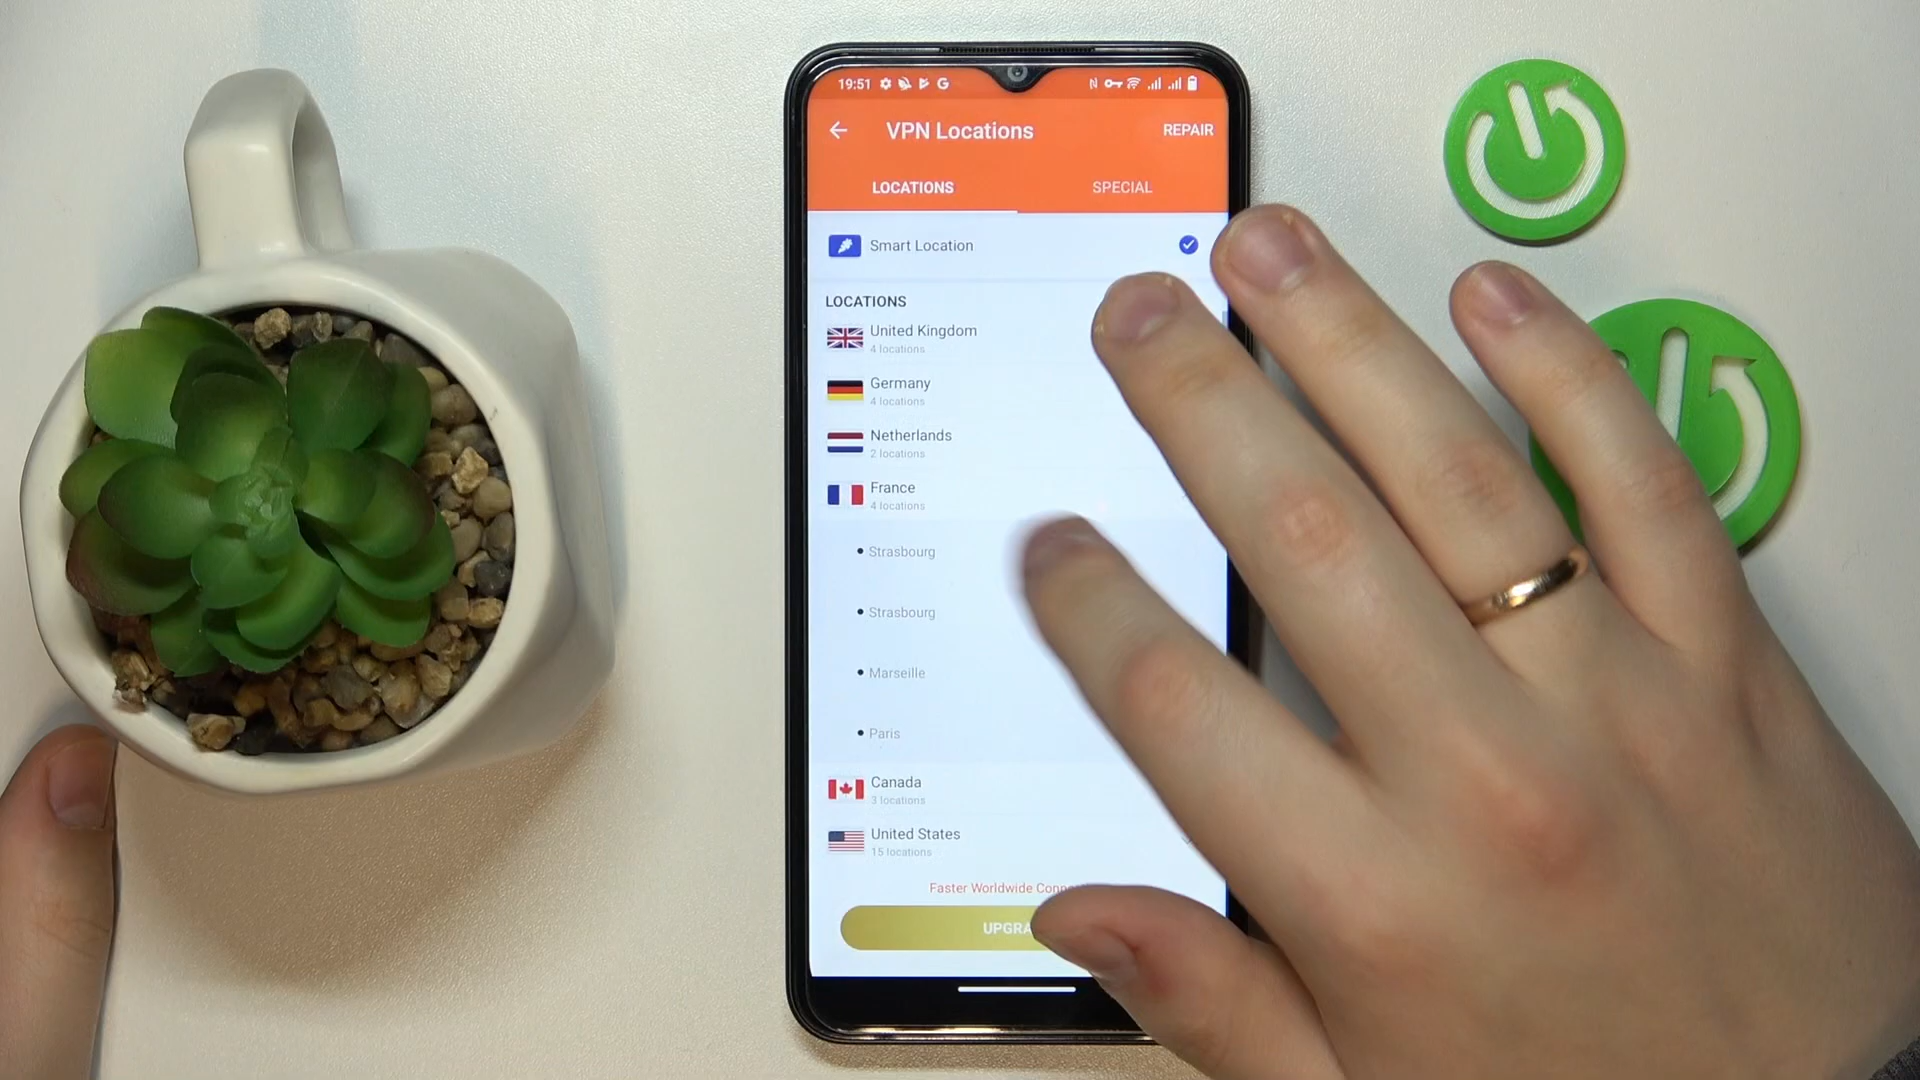 19:51
VPN Locations
REPAIR
LOCATIONS
SPECIAL
Smart Location
LOCATIONS
United Kingdom
4 locations
Germany
4 locations
Netherlands
2 locations
France
4 locations
• Strasbourg
• Strasbourg
• Marseille
• Paris
Canada
3 locations
United States
15 locations
Faster Worldwide